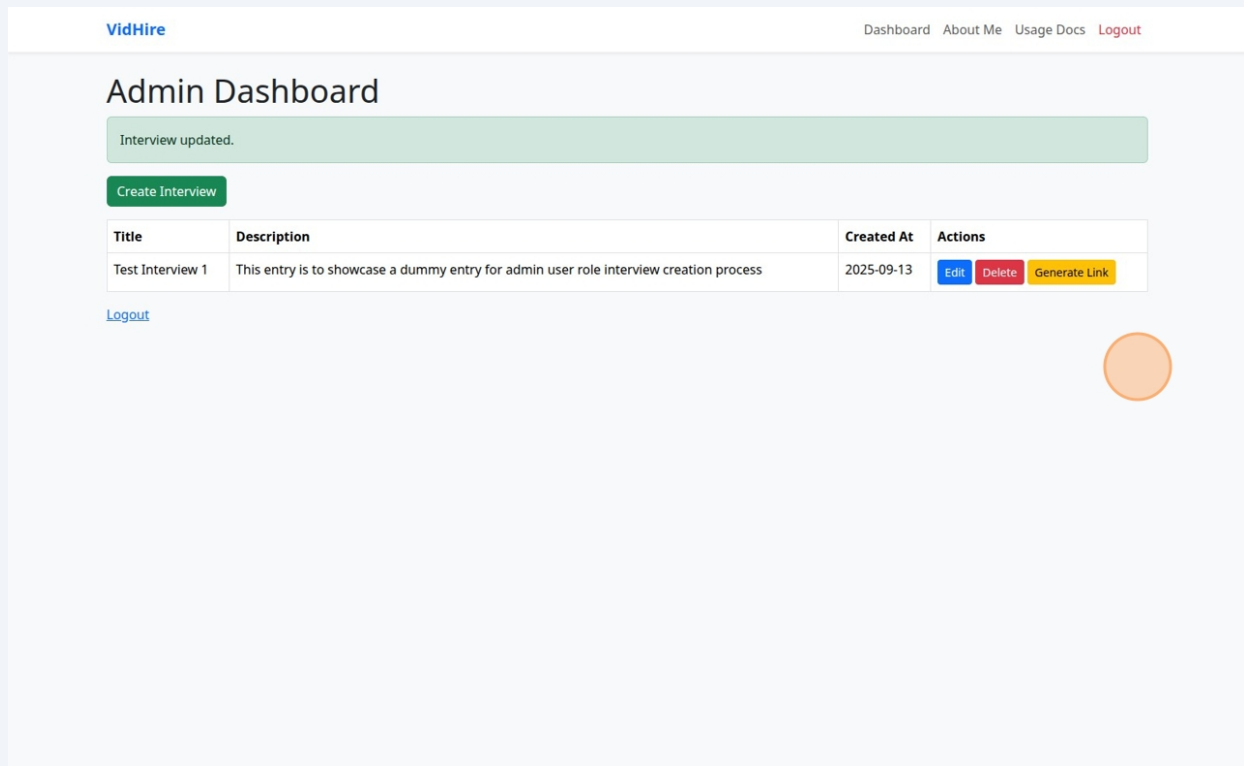 VidHire Dashboard About Me Usage Docs Logout
Admin Dashboard
Interview updated.
Create Interview
Title Description Created At Actions
Test Interview 1 This entry is to showcase a dummy entry for admin user role interview creation process 2025-09-13 Edit Delete Generate Link
Logout